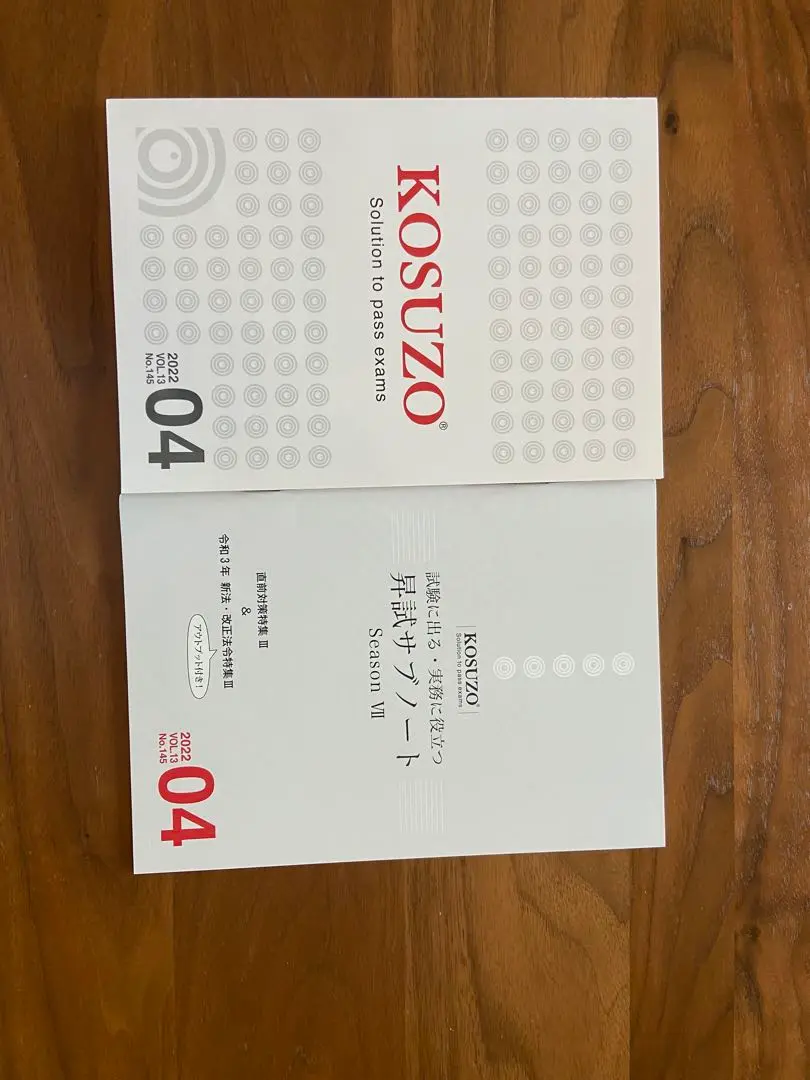 KOSUZO®
Solution to pass exams
2022
VOL.13
No.145
04
KOSUZO®
Solution to pass exams
試験に出る・実務に役立つ
昇試サブノート
Season Ⅶ
直前対策特集 Ⅲ
&
令和3年 新法・改正法令特集Ⅱ
アウトプット付き!
2022
VOL.13
No.145
04